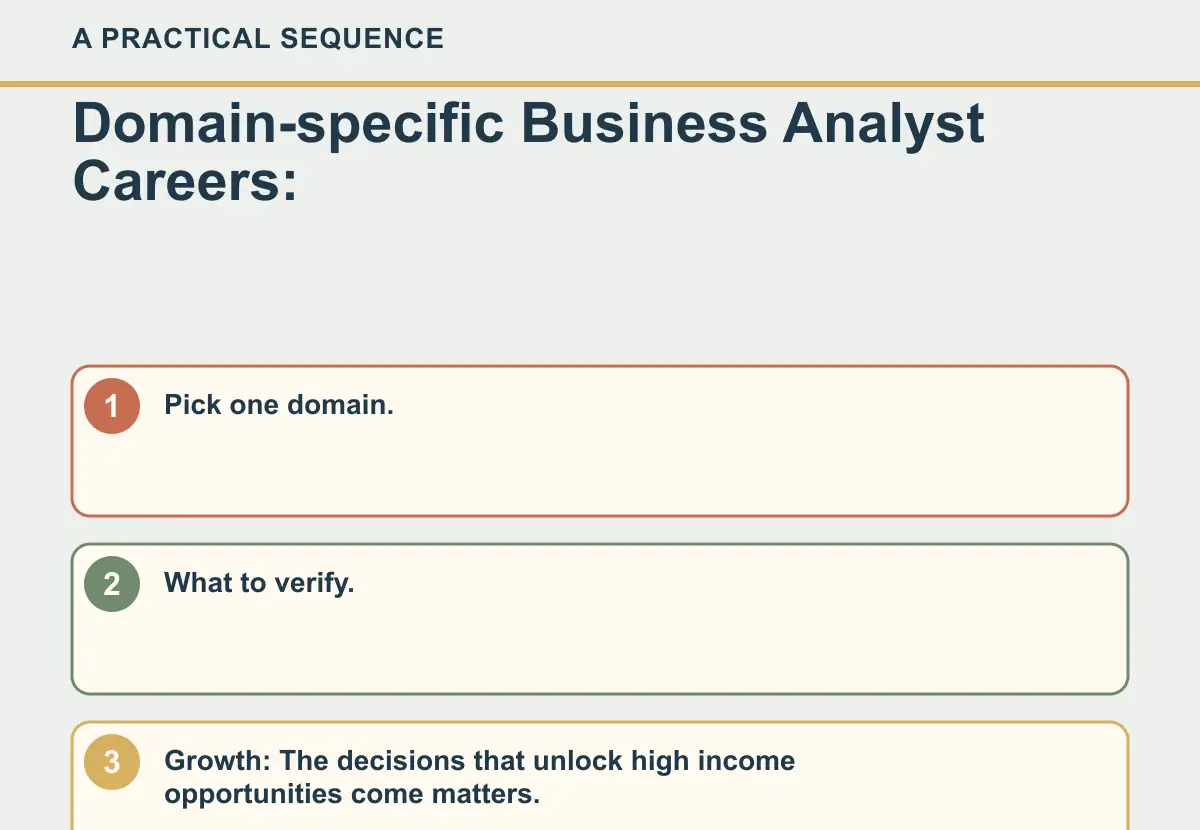 A PRACTICAL SEQUENCE
Domain-specific Business Analyst
Careers:
1
Pick one domain.
2
What to verify.
3
Growth: The decisions that unlock high income
opportunities come matters.